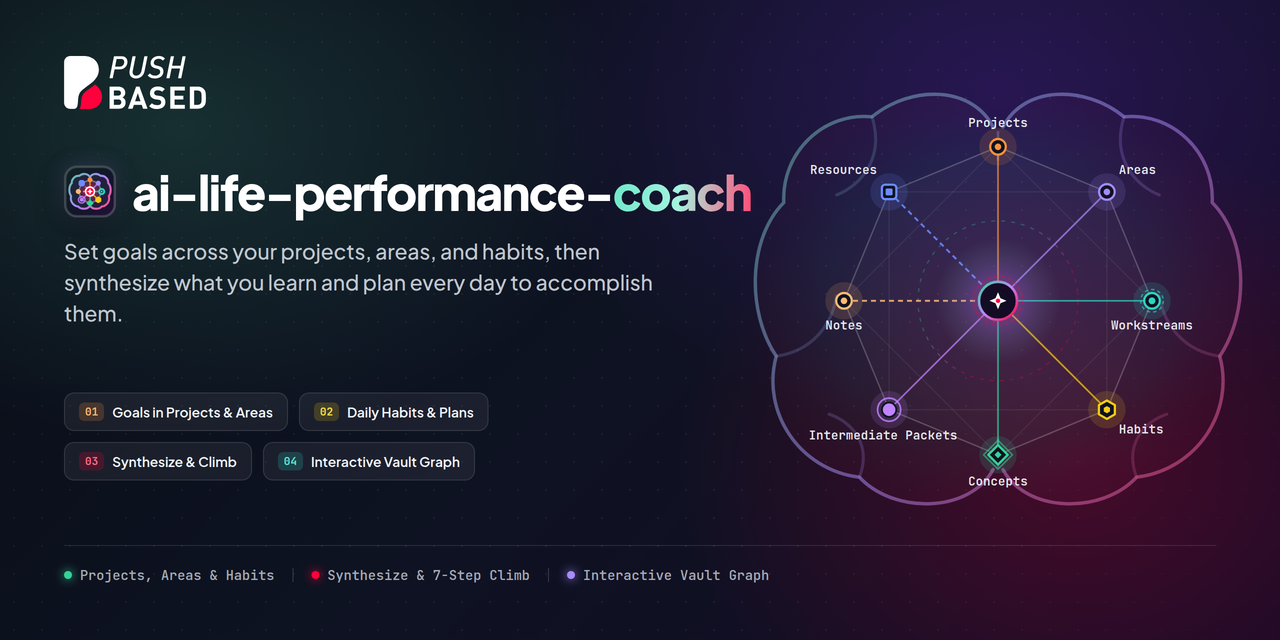 PUSH
BASED
ai-life-performance-coach
Set goals across your projects, areas, and habits, then
synthesize what you learn and plan every day to accomplish
them.
01 Goals in Projects & Areas
02 Daily Habits & Plans
03 Synthesize & Climb
04 Interactive Vault Graph
Projects
Resources
Areas
Notes
Workstreams
Intermediate Packets
Habits
Concepts
Projects, Areas & Habits
Synthesize & 7-Step Climb
Interactive Vault Graph